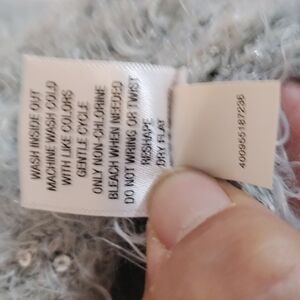 WASH INSIDE OUT
MACHINE WASH COLD
WITH LIKE COLORS
GENTLE CYCLE
ONLY NON-CHLORINE
BLEACH WHEN NEEDED
DO NOT WRING OR TWIST
RESHAPE
DRY FLAT
400955187236